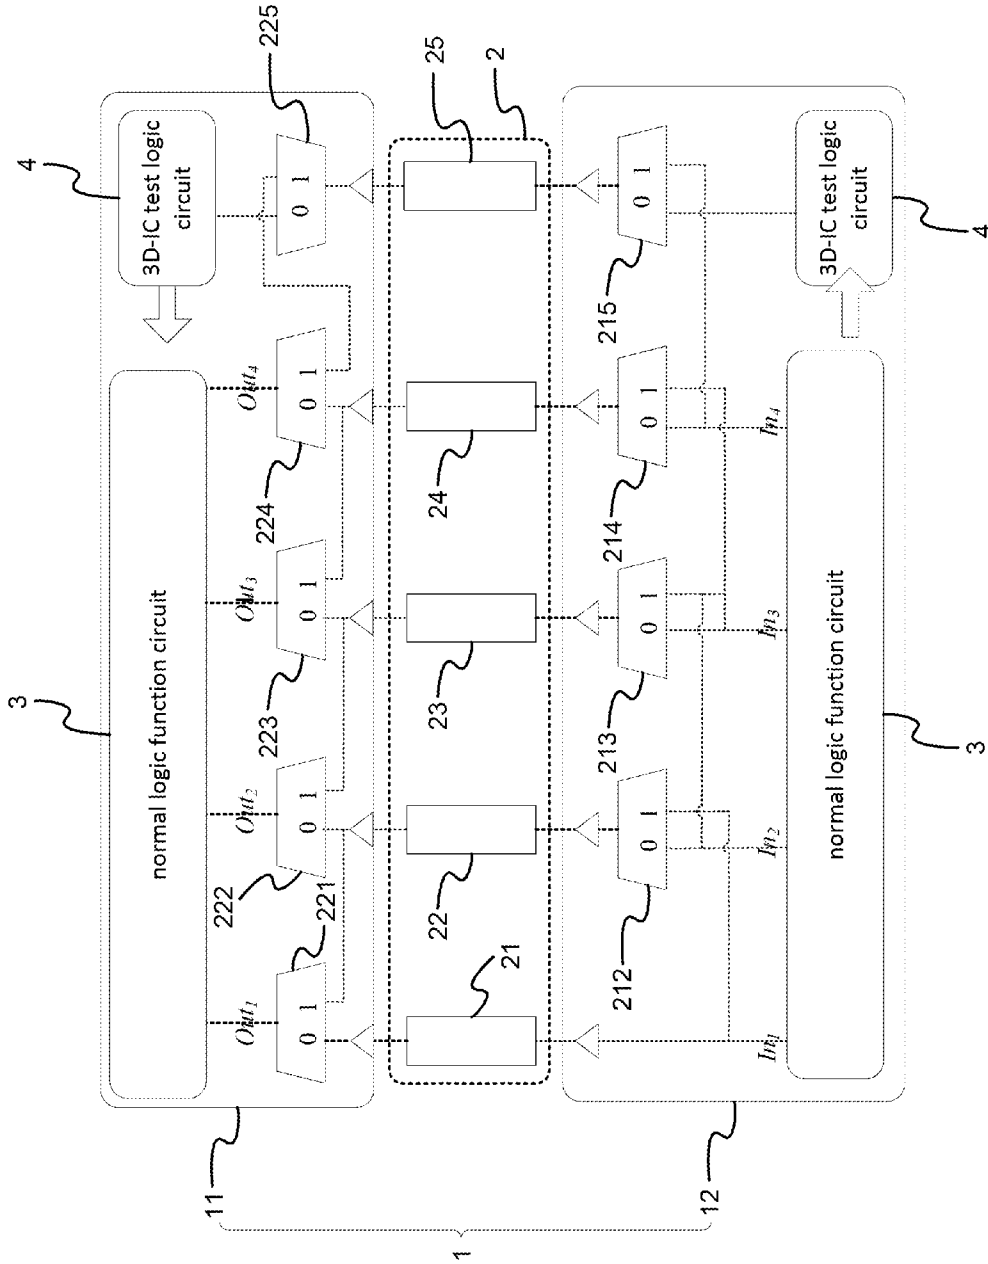 4
3D-IC test logic
circuit
225
25
2
3
normal logic function circuit
Out1
Out2
Out3
Out4
0 1
0 1
0 1
0 1
0 1
221
222
223
224
21
22
23
24
0 1
0 1
0 1
0 1
212
213
214
215
In1
In2
In3
In4
normal logic function circuit
3
3D-IC test logic
circuit
4
11
12
1